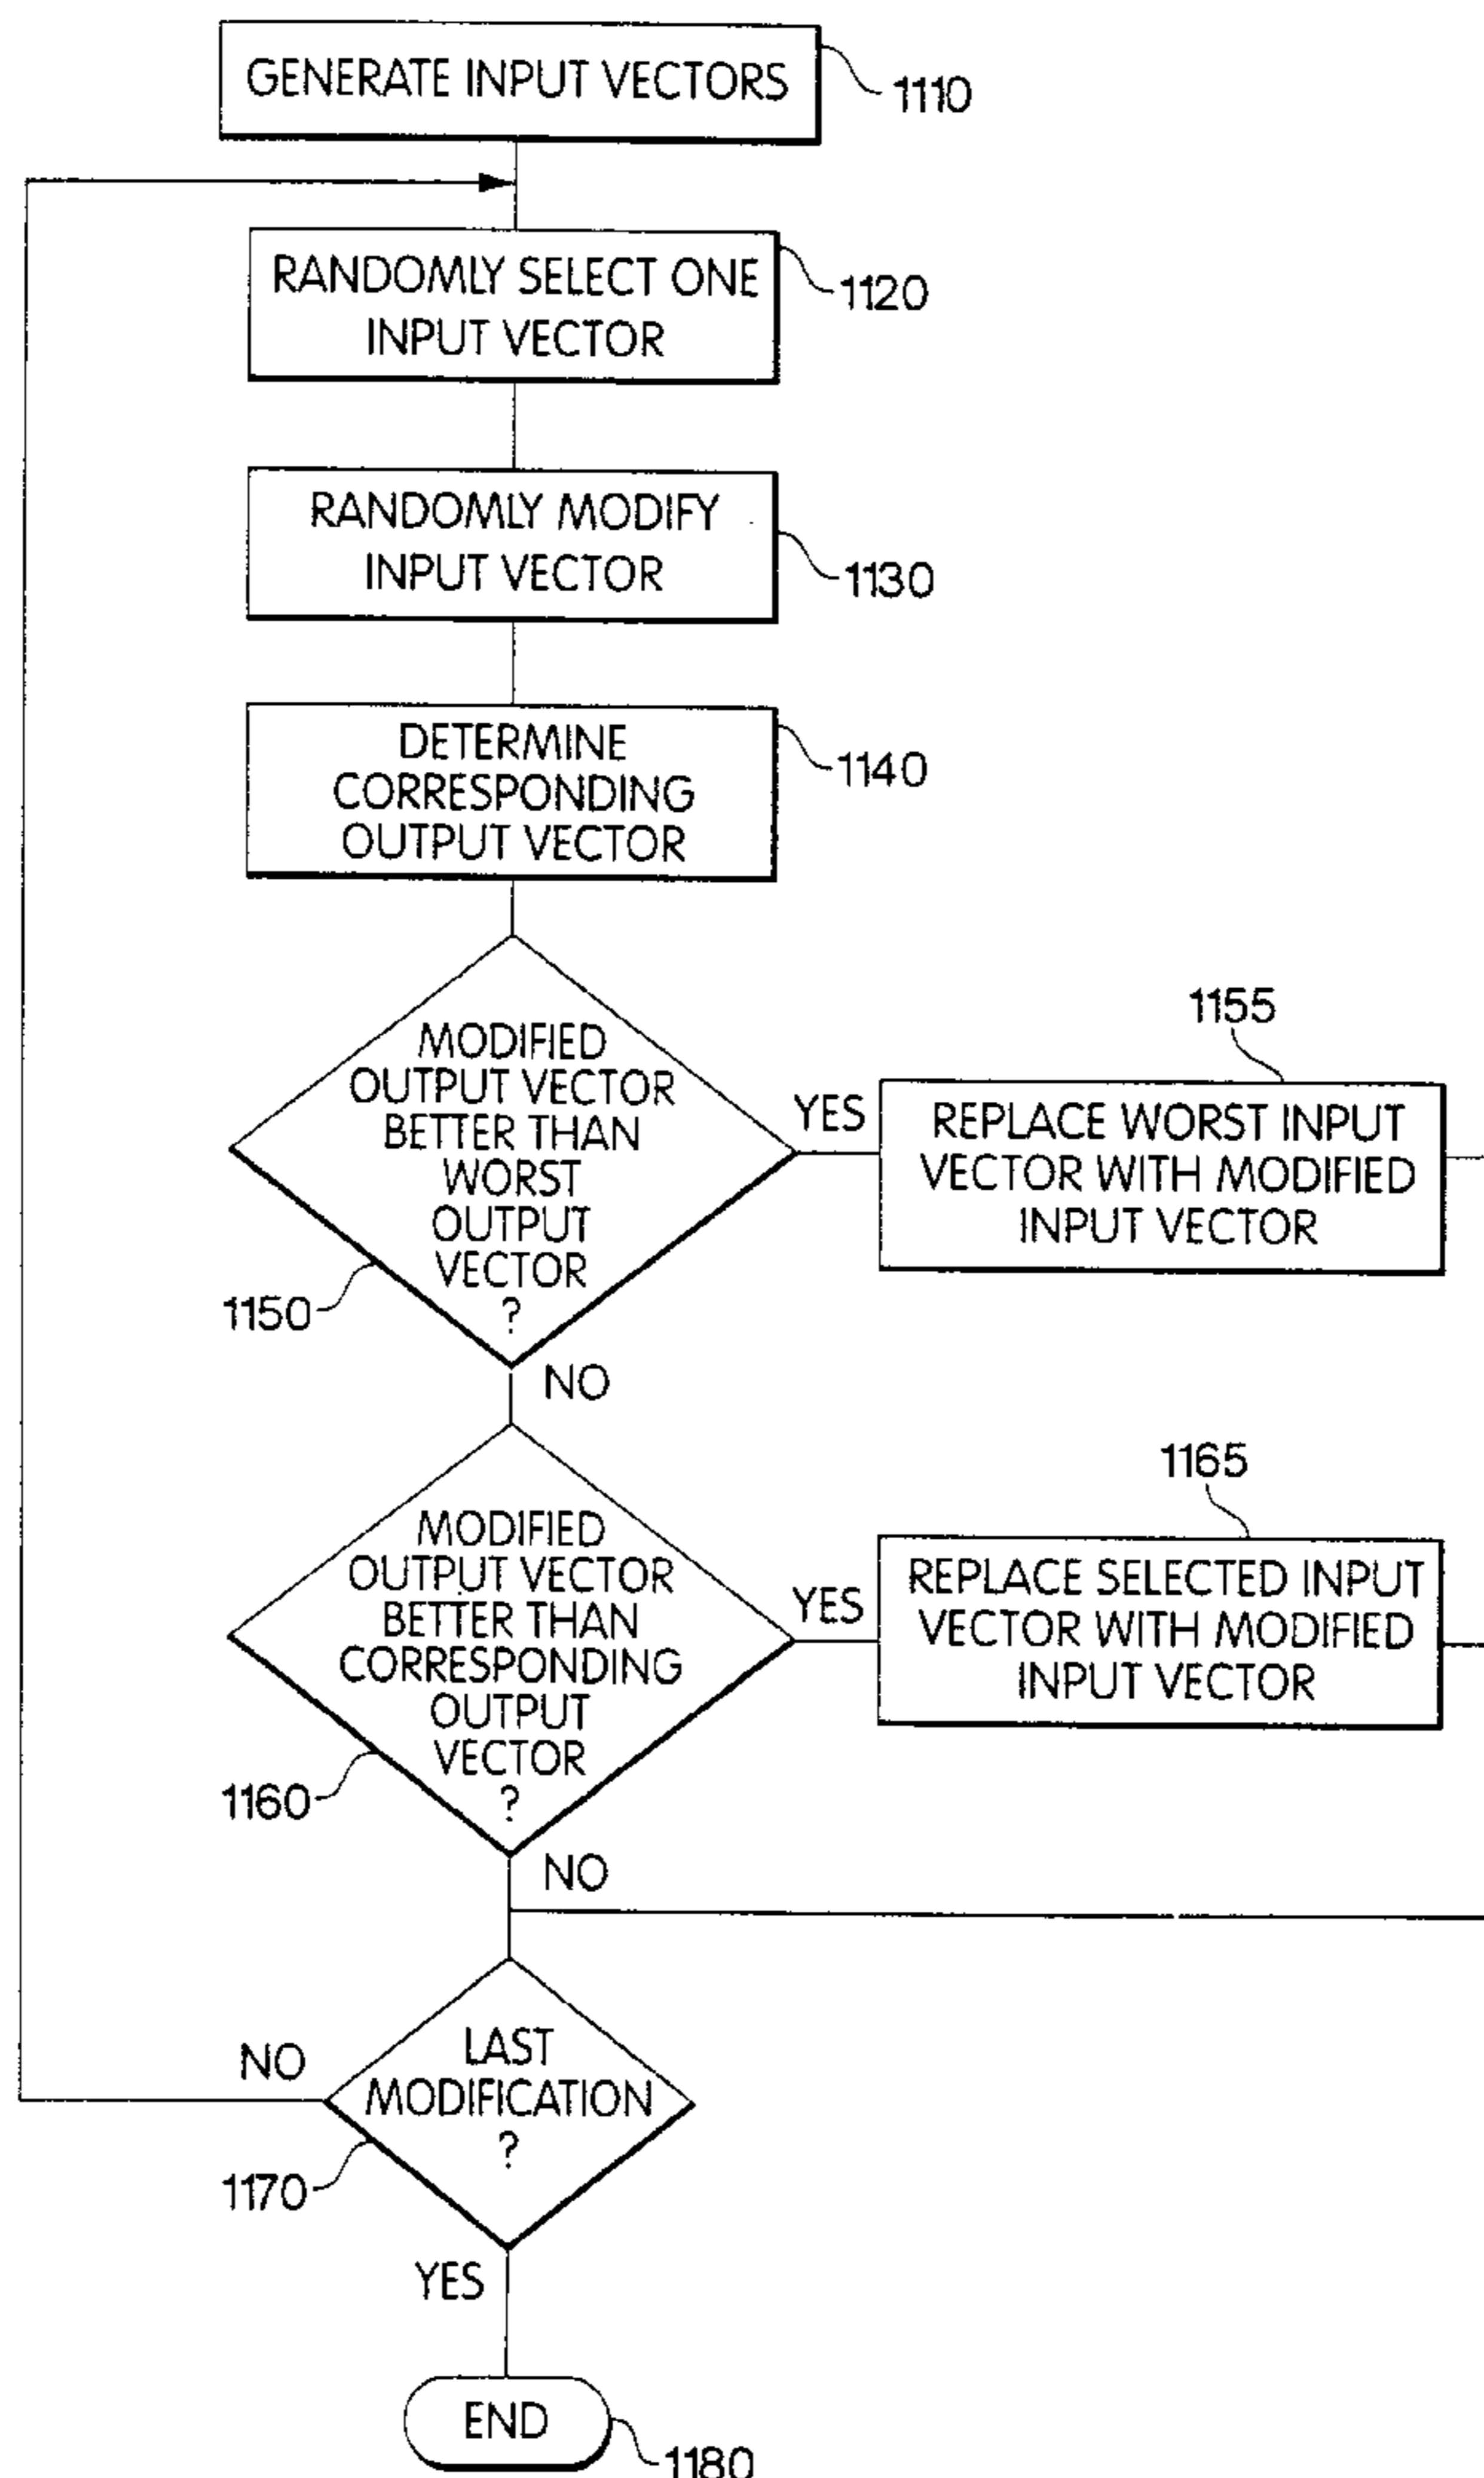 GENERATE INPUT VECTORS
1110
RANDOMLY SELECT ONE
INPUT VECTOR
1120
RANDOMLY MODIFY
INPUT VECTOR
1130
DETERMINE
CORRESPONDING
OUTPUT VECTOR
1140
MODIFIED
OUTPUT VECTOR
BETTER THAN
WORST
OUTPUT
VECTOR
?
1150
YES
1155
REPLACE WORST INPUT
VECTOR WITH MODIFIED
INPUT VECTOR
NO
MODIFIED
OUTPUT VECTOR
BETTER THAN
CORRESPONDING
OUTPUT
VECTOR
?
1160
YES
1165
REPLACE SELECTED INPUT
VECTOR WITH MODIFIED
INPUT VECTOR
NO
LAST
MODIFICATION
?
NO
1170
YES
END
1180